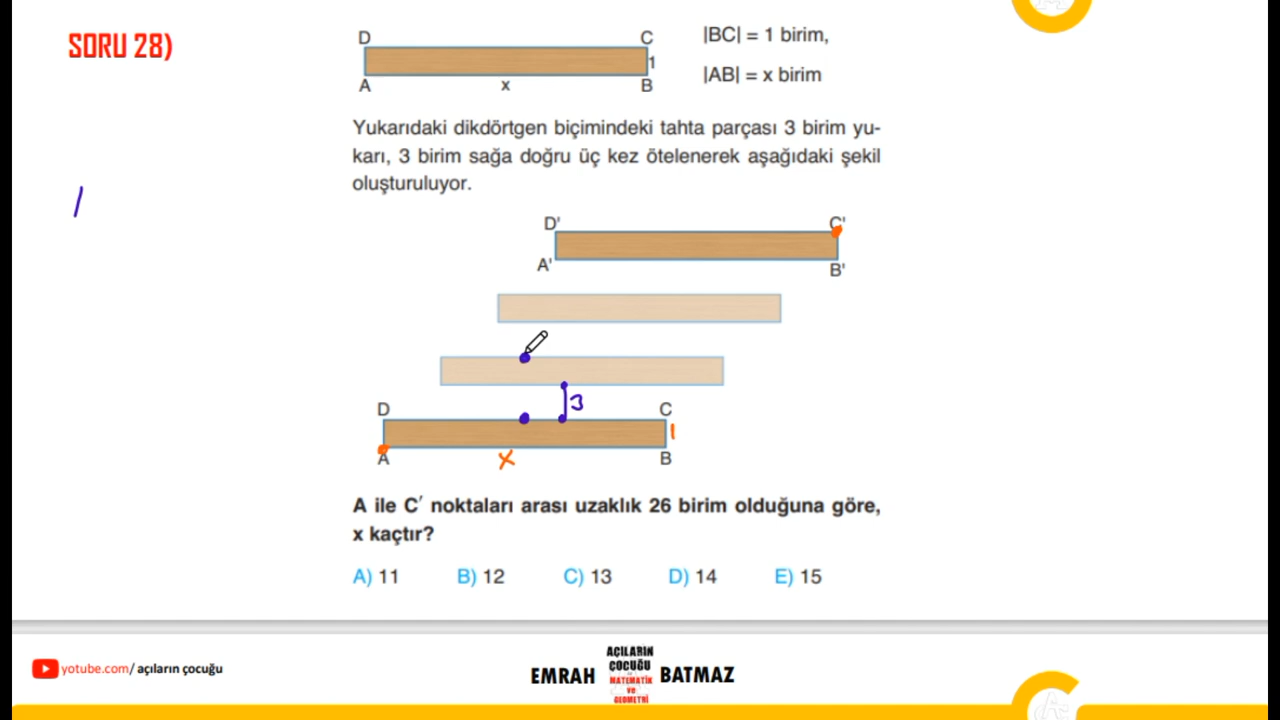 SORU 28)
D C
|BC| = 1 birim,
1
A x B
|AB| = x birim
Yukarıdaki dikdörtgen biçimindeki tahta parçası 3 birim yu-
karı, 3 birim sağa doğru üç kez ötelenerek aşağıdaki şekil
oluşturuluyor.
D' C'
A' B'
3
D C
1
A x B
A ile C′ noktaları arası uzaklık 26 birim olduğuna göre,
x kaçtır?
A) 11 B) 12 C) 13 D) 14 E) 15
yotube.com/ açıların çocuğu
EMRAH
AÇILARIN
ÇOCUĞU
MATEMATİK
VE
GEOMETRİ
BATMAZ